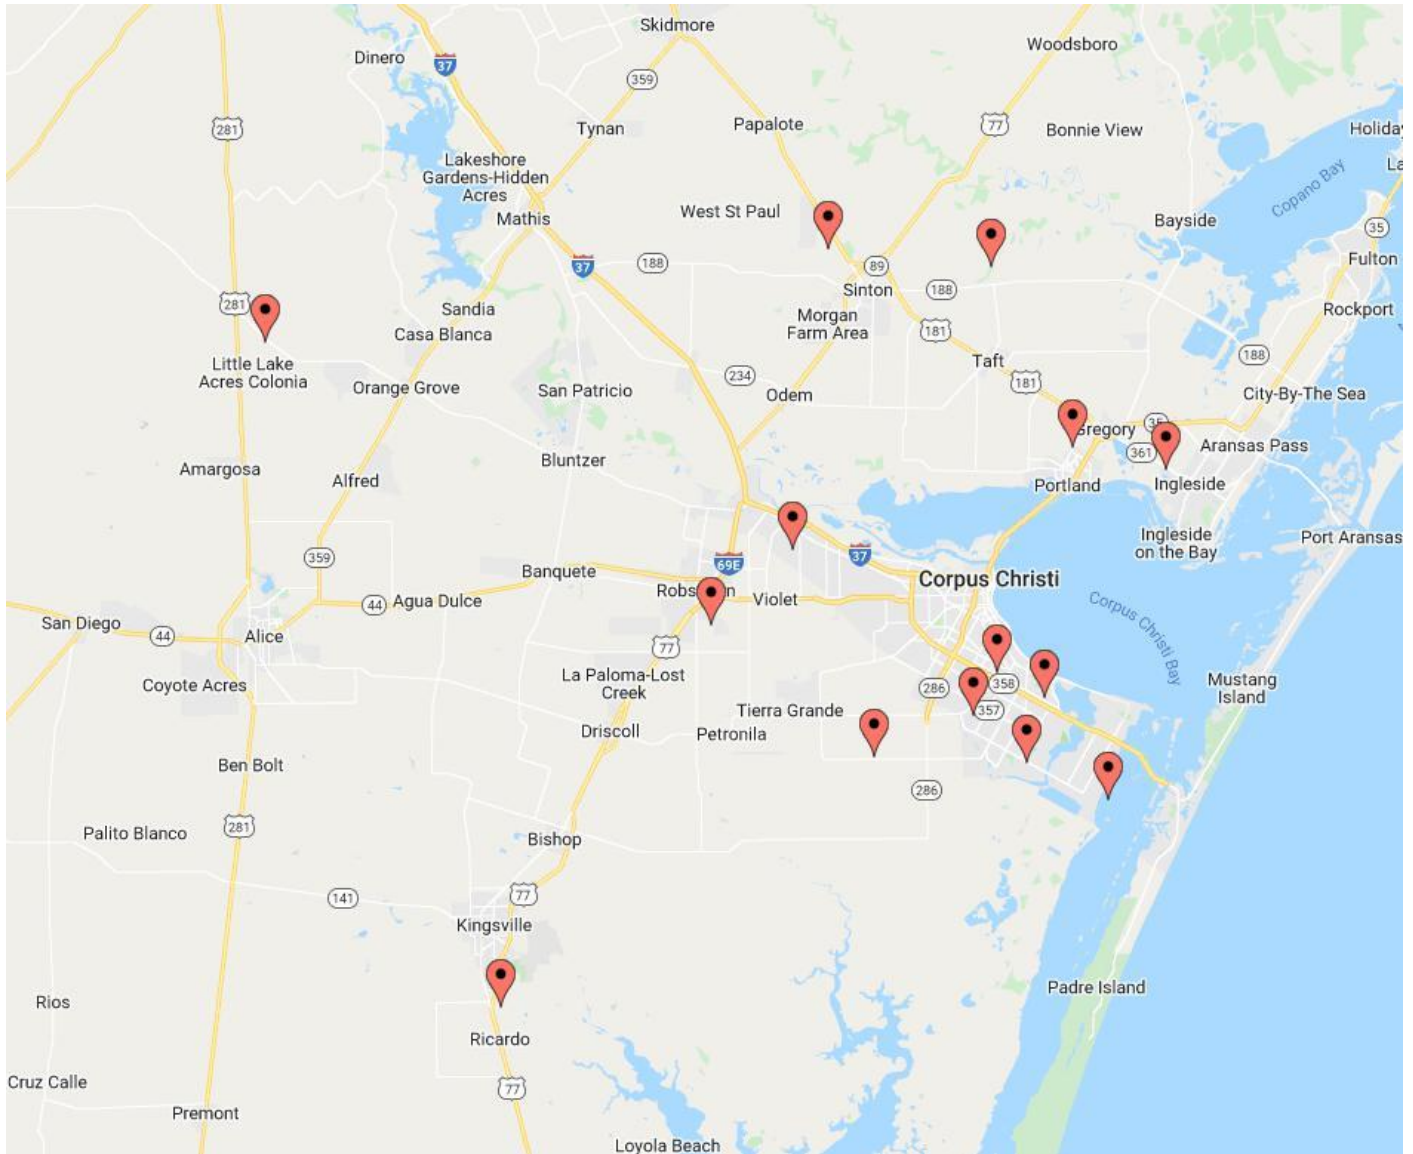 Skidmore
Woodsboro
Dinero
37
359
281
Tynan
Papalote
77
Bonnie View
Holiday
La
Lakeshore
Gardens-Hidden
Acres
Copano Bay
West St Paul
Mathis
Bayside
35
37
188
89
Fulton
Sinton
188
281
Sandia
Morgan
Farm Area
Rockport
181
Casa Blanca
188
Little Lake
Acres Colonia
Taft
234
181
Orange Grove
San Patricio
Odem
City-By-The Sea
35
Gregory
361
Aransas Pass
Bluntzer
Amargosa
Alfred
Portland
Ingleside
Ingleside
on the Bay
Port Aransas
359
37
69E
Banquete
Corpus Christi
Violet
44
Agua Dulce
Corpus Christi Bay
San Diego
44
Alice
77
La Paloma-Lost
Creek
Coyote Acres
286
358
Mustang
Island
357
Tierra Grande
Driscoll
Petronila
Ben Bolt
286
Palito Blanco
281
Bishop
141
77
Kingsville
Padre Island
Rios
Ricardo
Cruz Calle
77
Premont
Loyola Beach